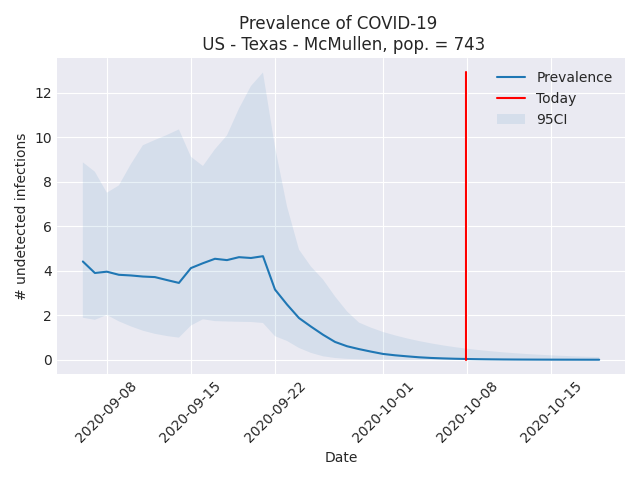 Prevalence of COVID-19
US - Texas - McMullen, pop. = 743
Prevalence
Today
95CI
# undetected infections
12
10
8
6
4
2
0
2020-09-08
2020-09-15
2020-09-22
2020-10-01
2020-10-08
2020-10-15
Date